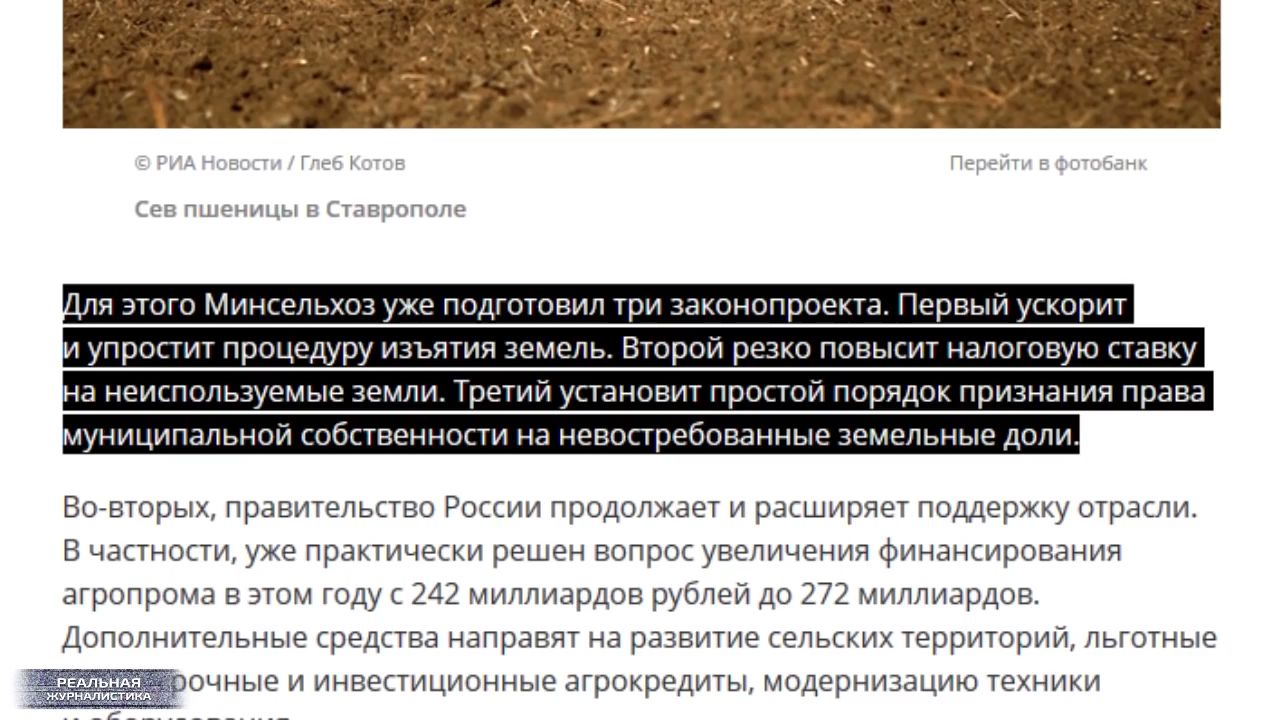 © РИА Новости / Глеб Котов
Перейти в фотобанк
Сев пшеницы в Ставрополе
Для этого Минсельхоз уже подготовил три законопроекта. Первый ускорит
и упростит процедуру изъятия земель. Второй резко повысит налоговую ставку
на неиспользуемые земли. Третий установит простой порядок признания права
муниципальной собственности на невостребованные земельные доли.
Во-вторых, правительство России продолжает и расширяет поддержку отрасли.
В частности, уже практически решен вопрос увеличения финансирования
агропрома в этом году с 242 миллиардов рублей до 272 миллиардов.
Дополнительные средства направят на развитие сельских территорий, льготные
и инвестиционные агрокредиты, модернизацию техники
РЕАЛЬНАЯ
ЖУРНАЛИСТИКА